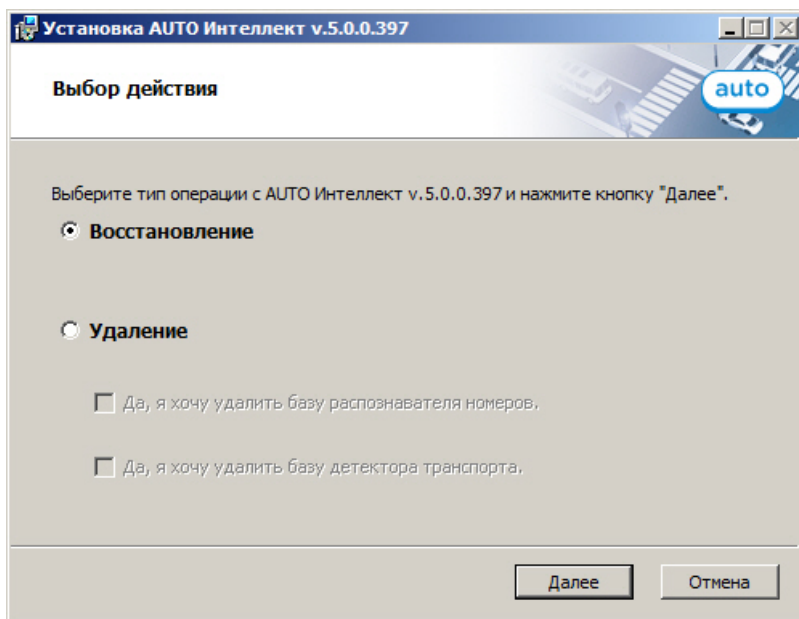 Установка AUTO Интеллект v.5.0.0.397
Выбор действия
auto
Выберите тип операции с AUTO Интеллект v.5.0.0.397 и нажмите кнопку "Далее".
Восстановление
Удаление
Да, я хочу удалить базу распознавателя номеров.
Да, я хочу удалить базу детектора транспорта.
Далее
Отмена